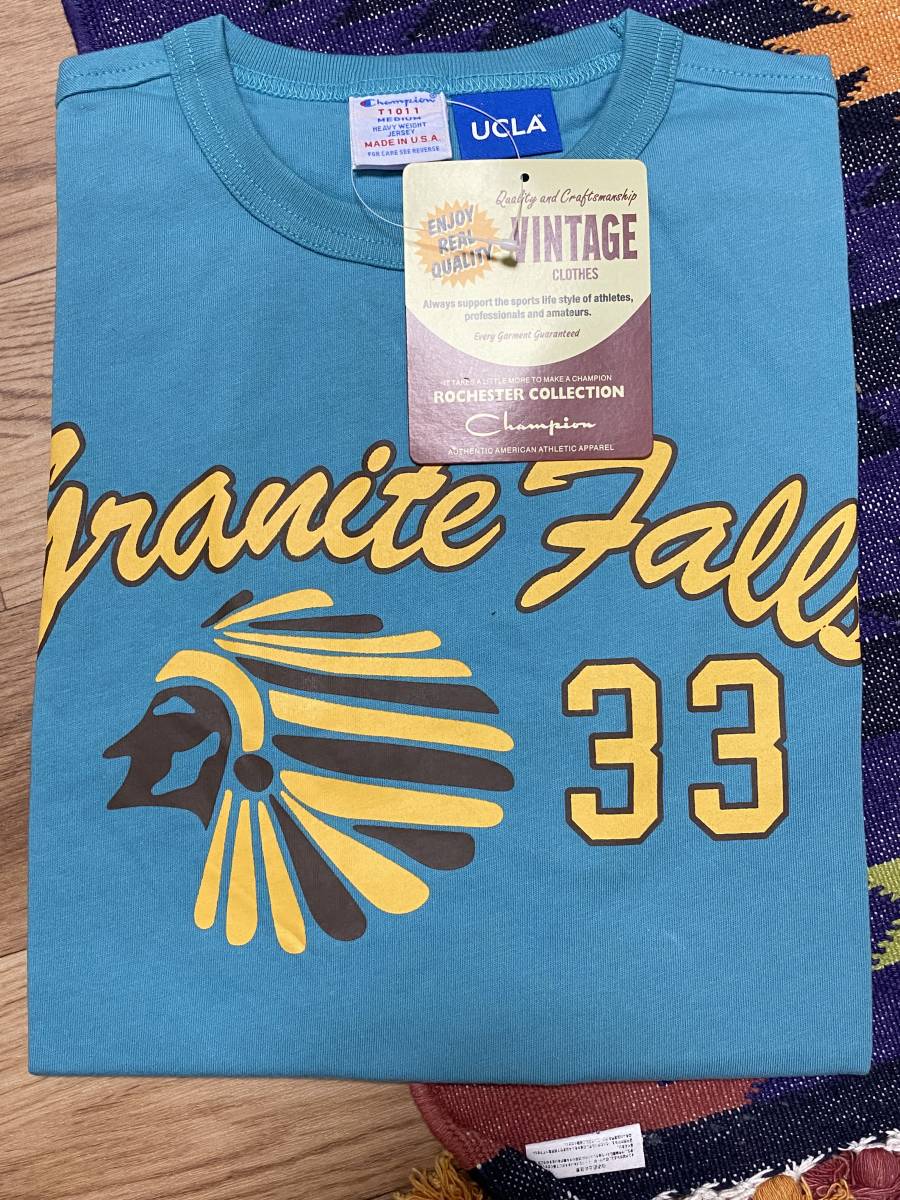 Champion
T1011
MEDIUM
HEAVY WEIGHT
JERSEY
MADE IN U.S.A.
FOR CARE SEE REVERSE
UCLA
Quality and Craftsmanship
ENJOY
REAL
QUALITY
VINTAGE
CLOTHES
Always support the sports life style of athletes,
professionals and amateurs.
Every Garment Guaranteed
IT TAKES A LITTLE MORE TO MAKE A CHAMPION
ROCHESTER COLLECTION
Champion
AUTHENTIC AMERICAN ATHLETIC APPAREL
Granite Falls
33